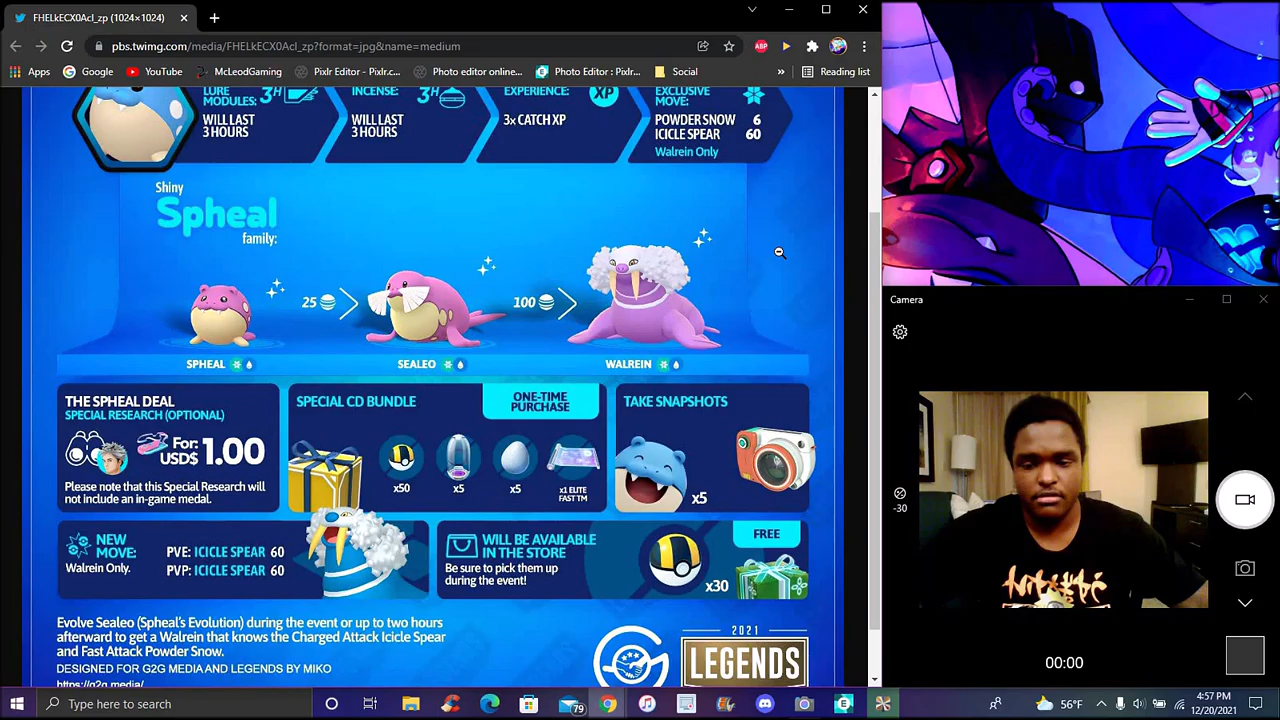 FHELkECX0AcI_zp (1024×1024)
pbs.twimg.com/media/FHELkECX0AcI_zp?format=jpg&name=medium
ABP
Apps
Google
YouTube
McLeodGaming
Pixlr Editor - Pixlr.c...
Photo editor online...
Photo Editor : Pixlr...
Social
»
Reading list
LURE
MODULES:
3H
WILL LAST
3 HOURS
INCENSE:
3H
WILL LAST
3 HOURS
EXPERIENCE:
XP
3x CATCH XP
EXCLUSIVE
MOVE:
POWDER SNOW 6
ICICLE SPEAR 60
Walrein Only
Shiny
Spheal
family:
25
100
SPHEAL
SEALEO
WALREIN
THE SPHEAL DEAL
SPECIAL RESEARCH (OPTIONAL)
For:
USD$ 1.00
Please note that this Special Research will
not include an in-game medal.
SPECIAL CD BUNDLE
ONE-TIME
PURCHASE
x50
x5
x5
x1 ELITE
FAST TM
TAKE SNAPSHOTS
x5
NEW
MOVE:
Walrein Only.
PVE: ICICLE SPEAR 60
PVP: ICICLE SPEAR 60
WILL BE AVAILABLE
IN THE STORE
Be sure to pick them up
during the event!
FREE
x30
Evolve Sealeo (Spheal's Evolution) during the event or up to two hours
afterward to get a Walrein that knows the Charged Attack Icicle Spear
and Fast Attack Powder Snow.
DESIGNED FOR G2G MEDIA AND LEGENDS BY MIKO
https://g2g.media/
2021
LEGENDS
Camera
-30
00:00
Type here to search
79
56°F
4:57 PM
12/20/2021